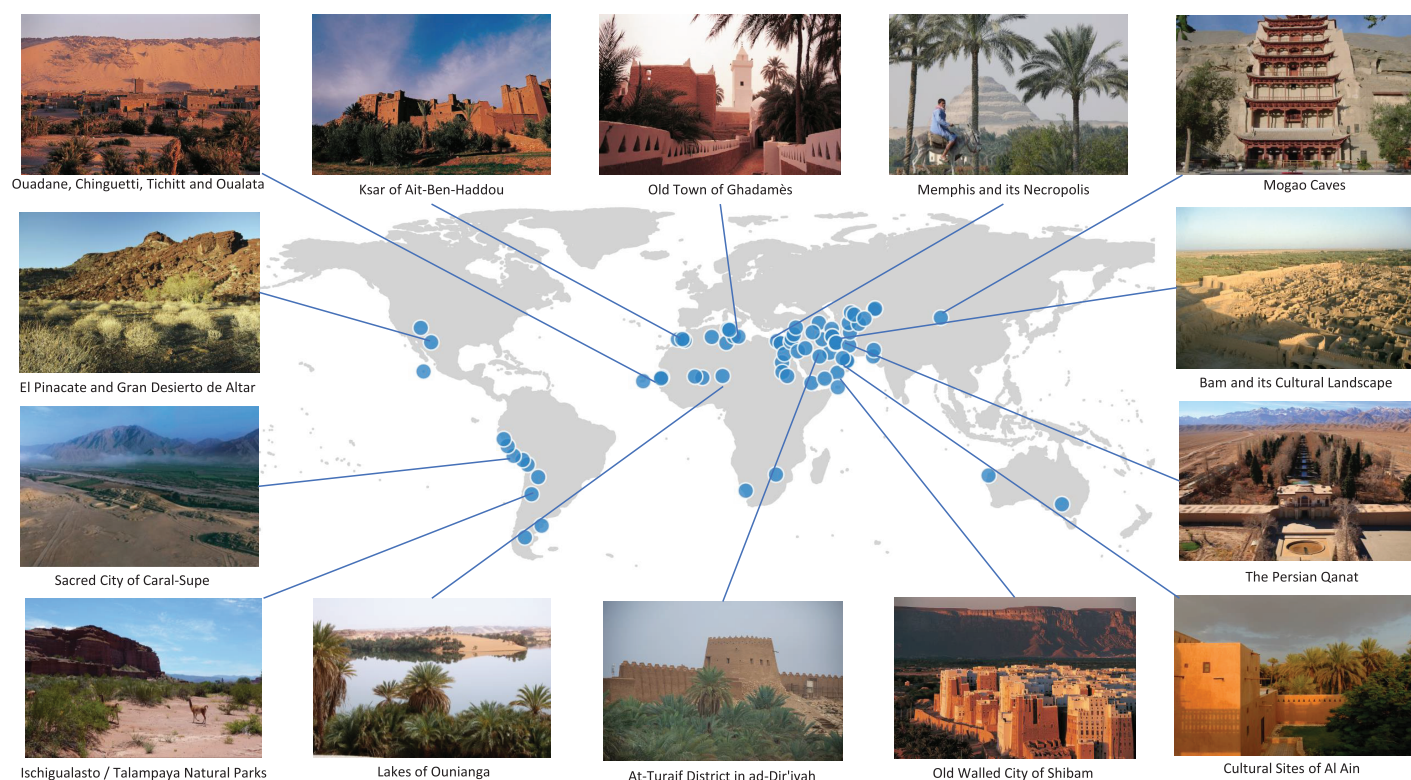 Ouadane, Chinguetti, Tichitt and Oualata
Ksar of Ait-Ben-Haddou
Old Town of Ghadamès
Memphis and its Necropolis
Mogao Caves
El Pinacate and Gran Desierto de Altar
Bam and its Cultural Landscape
Sacred City of Caral-Supe
The Persian Qanat
Ischigualasto / Talampaya Natural Parks
Lakes of Ounianga
At-Turaif District in ad-Dir'iyah
Old Walled City of Shibam
Cultural Sites of Al Ain